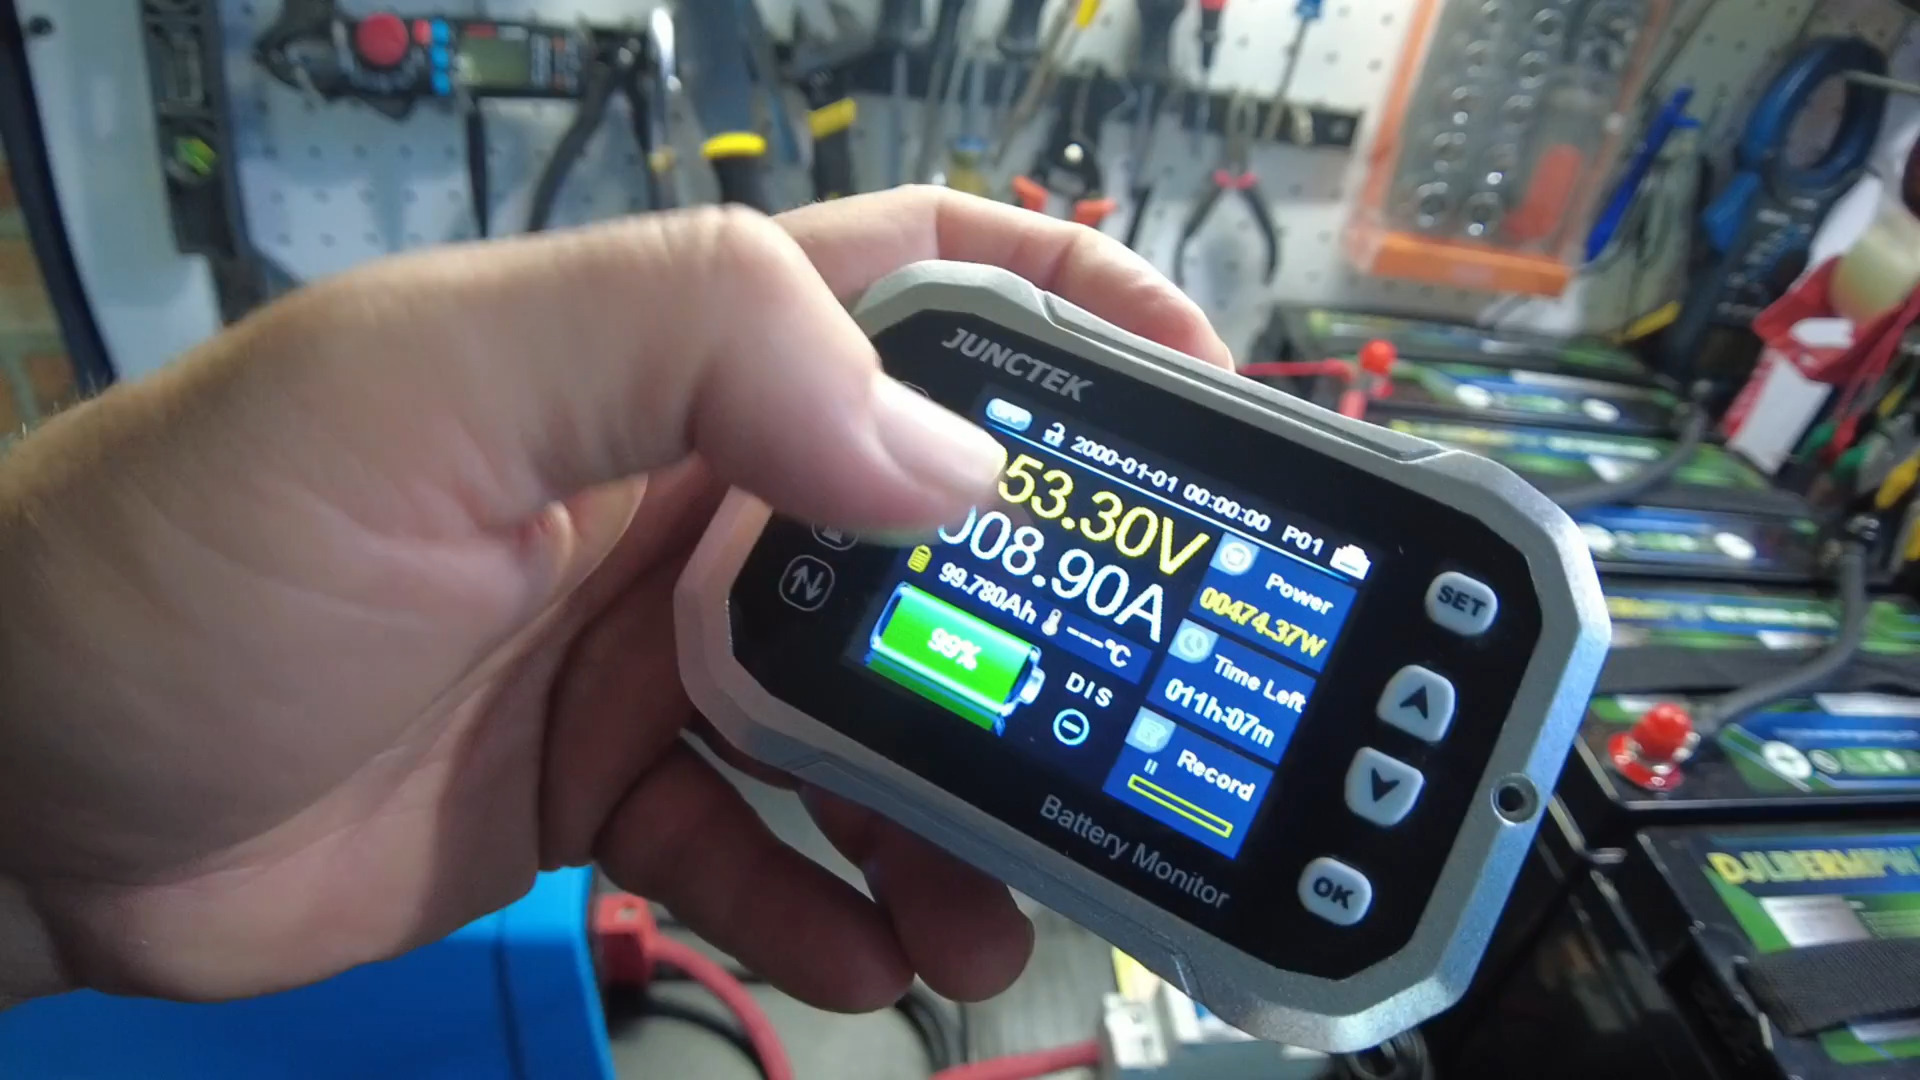 JUNCTEK
2000-01-01 00:00:00 P01
53.30V
008.90A
99.780Ah ---°C
99%
DIS
Power
00474.37W
Time Left
011h:07m
Record
Battery Monitor
SET
OK